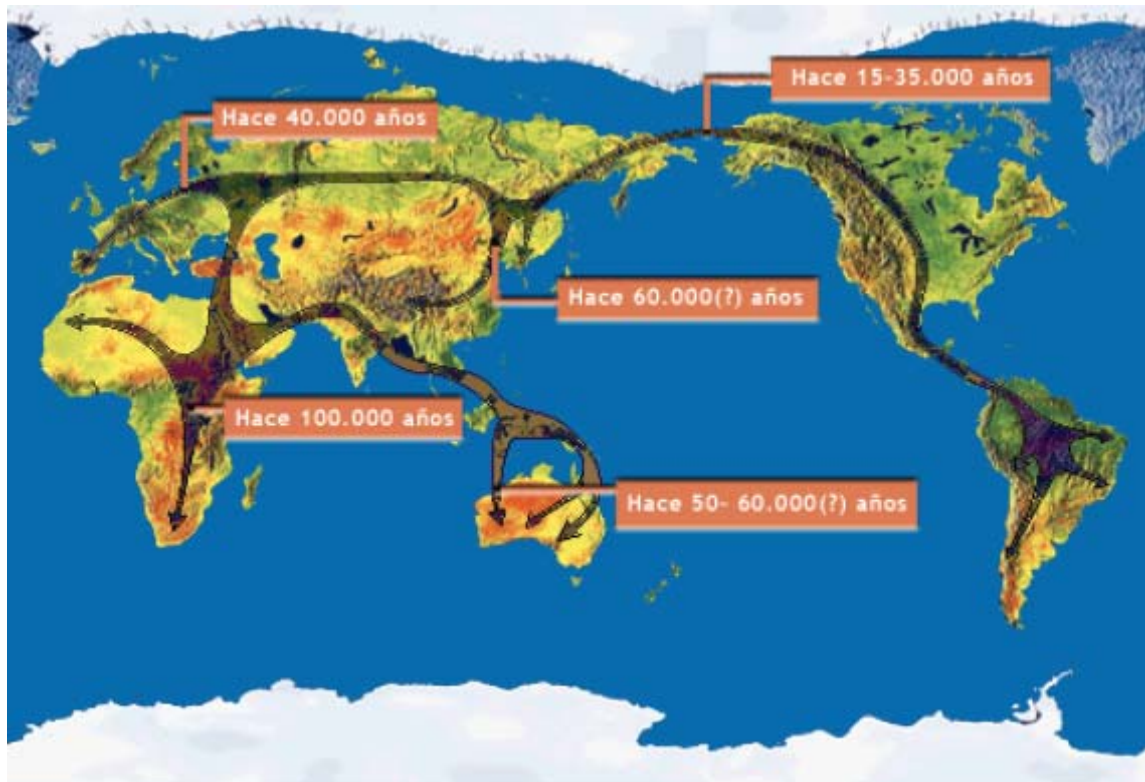 Hace 15-35.000 años
Hace 40.000 años
Hace 60.000(?) años
Hace 100.000 años
Hace 50- 60.000(?) años